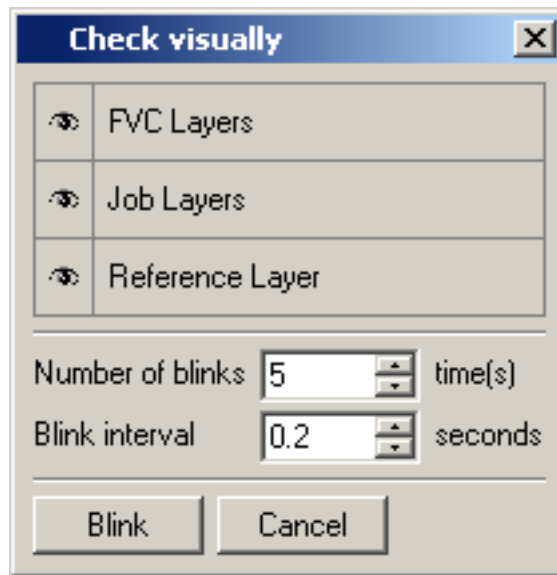 Check visually
FVC Layers
Job Layers
Reference Layer
Number of blinks 5 time(s)
Blink interval 0.2 seconds
Blink Cancel